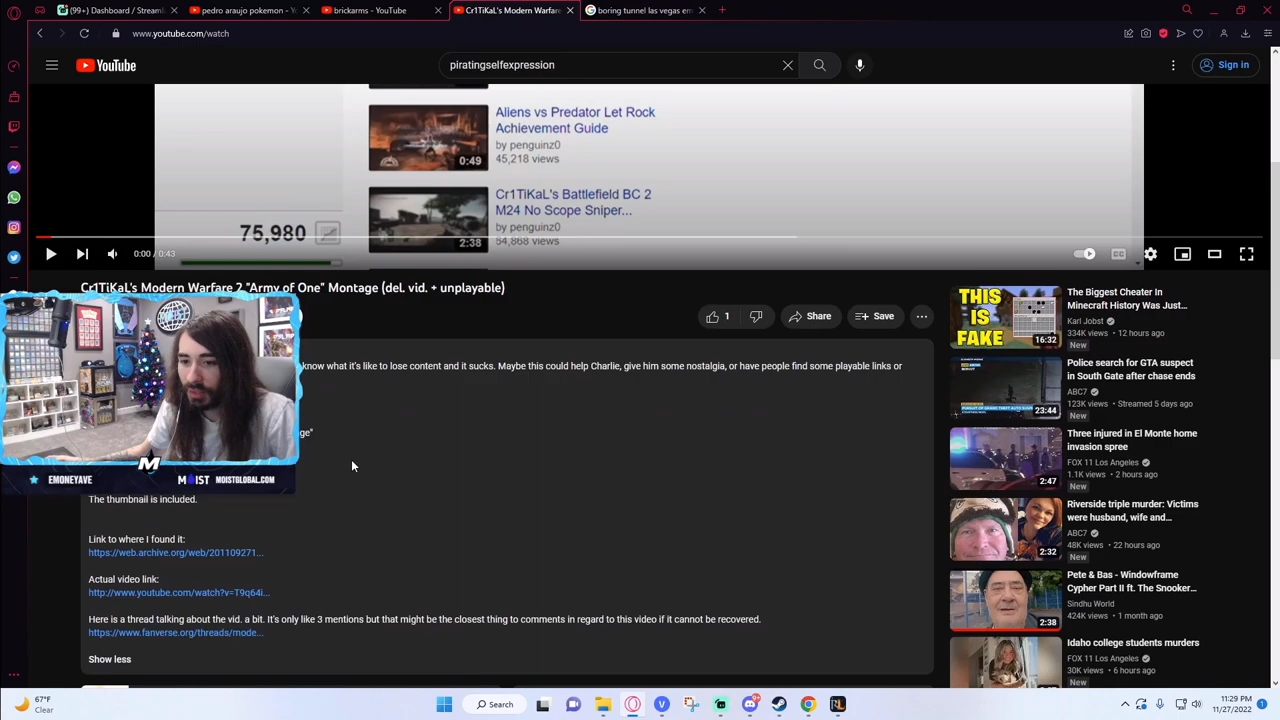 (99+) Dashboard / Streamla
pedro araujo pokemon - Yo
brickarms - YouTube
Cr1TiKaL's Modern Warfare
boring tunnel las vegas em
www.youtube.com/watch
YouTube
piratingselfexpression
Sign in
Aliens vs Predator Let Rock
Achievement Guide
by penguinz0
45,218 views
0:49
Cr1TiKaL's Battlefield BC 2
M24 No Scope Sniper...
by penguinz0
54,868 views
2:38
75,980
0:00 / 0:43
Cr1TiKaL's Modern Warfare 2 "Army of One" Montage (del. vid. + unplayable)
1
Share
Save
know what it's like to lose content and it sucks. Maybe this could help Charlie, give him some nostalgia, or have people find some playable links or
ge"
EMONEYAVE
MOIST
MOISTGLOBAL.COM
The thumbnail is included.
Link to where I found it:
https://web.archive.org/web/201109271...
Actual video link:
http://www.youtube.com/watch?v=T9q64i...
Here is a thread talking about the vid. a bit. It's only like 3 mentions but that might be the closest thing to comments in regard to this video if it cannot be recovered.
https://www.fanverse.org/threads/mode...
Show less
THIS
IS
FAKE
16:32
The Biggest Cheater In
Minecraft History Was Just...
Karl Jobst
334K views • 12 hours ago
New
23:44
Police search for GTA suspect
in South Gate after chase ends
ABC7
123K views • Streamed 5 days ago
New
2:47
Three injured in El Monte home
invasion spree
FOX 11 Los Angeles
1.1K views • 2 hours ago
New
2:32
Riverside triple murder: Victims
were husband, wife and...
ABC7
48K views • 22 hours ago
New
2:38
Pete & Bas - Windowframe
Cypher Part II ft. The Snooker...
Sindhu World
8.1M views • 1 month ago
Idaho college students murders
FOX 11 Los Angeles
30K views • 6 hours ago
New
67°F
Clear
Search
11:29 PM
11/27/2022